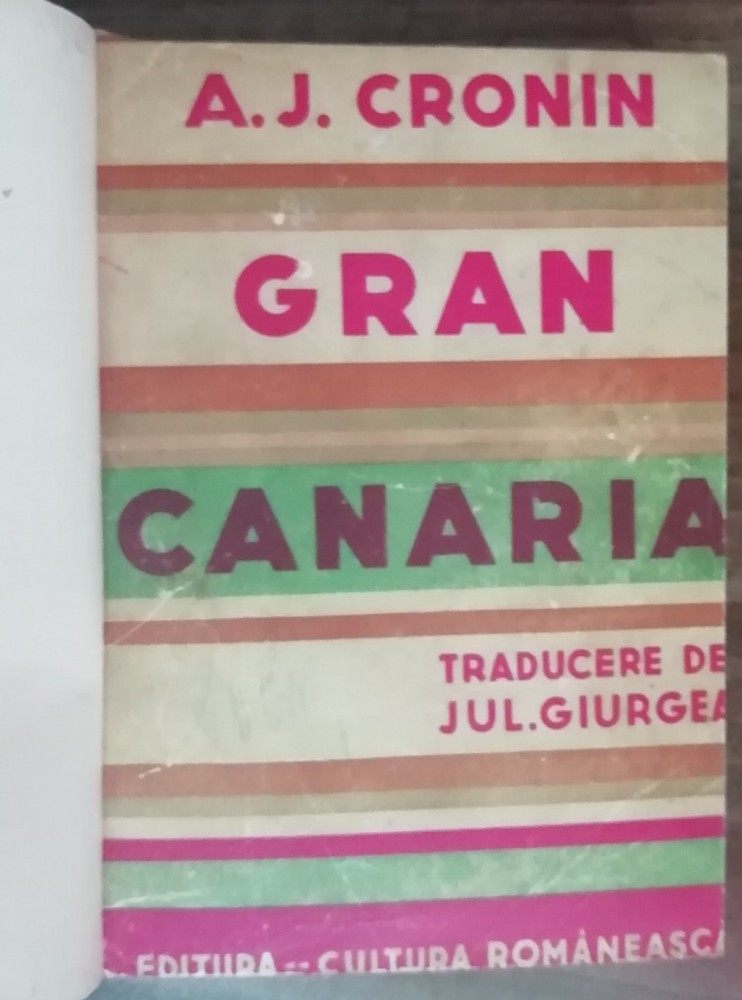 A. J. CRONIN
GRAN
CANARIA
TRADUCERE DE
JUL. GIURGEA
EDITURA -- CULTURA ROMÂNEASCĂ